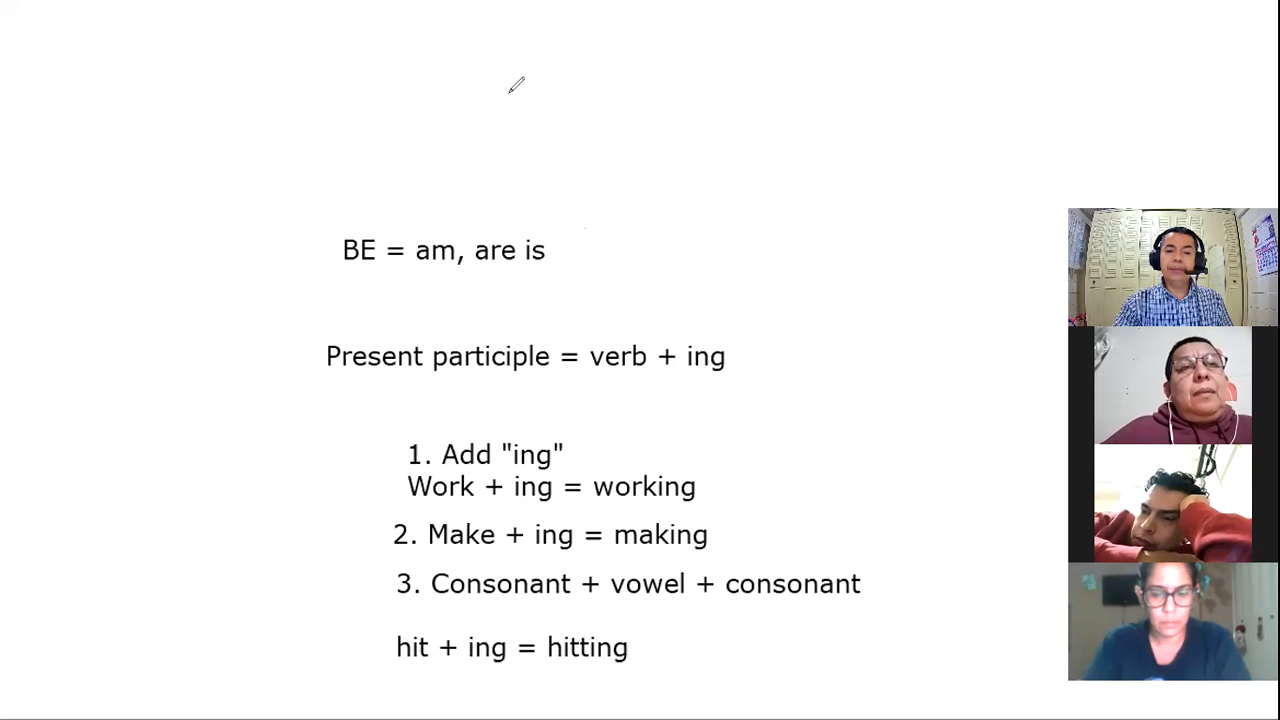 BE = am, are is
Present participle = verb + ing
1. Add "ing"
Work + ing = working
2. Make + ing = making
3. Consonant + vowel + consonant
hit + ing = hitting